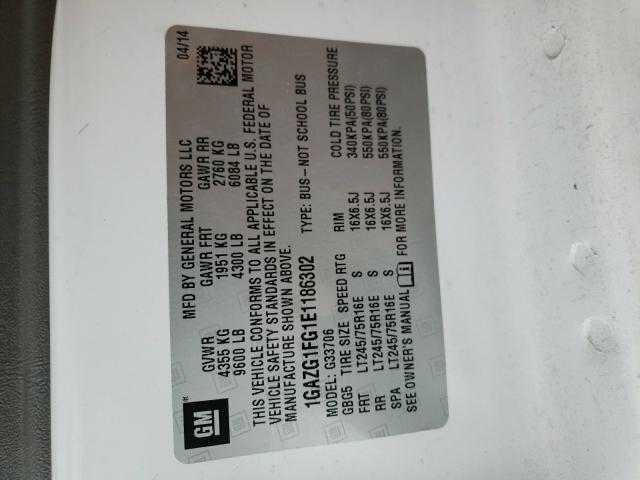 GM
MFD BY GENERAL MOTORS LLC 04/14
GVWR GAWR FRT GAWR RR
4355 KG 1951 KG 2760 KG
9600 LB 4300 LB 6084 LB
THIS VEHICLE CONFORMS TO ALL APPLICABLE U.S. FEDERAL MOTOR
VEHICLE SAFETY STANDARDS IN EFFECT ON THE DATE OF
MANUFACTURE SHOWN ABOVE.
1GAZG1FG1E1186302 TYPE: BUS–NOT SCHOOL BUS
MODEL: G33706
GBG5 TIRE SIZE SPEED RTG RIM COLD TIRE PRESSURE
FRT LT245/75R16E S 16X6.5J 340KPA(50PSI)
RR LT245/75R16E S 16X6.5J 550KPA(80PSI)
SPA LT245/75R16E S 16X6.5J 550KPA(80PSI)
SEE OWNER'S MANUAL FOR MORE INFORMATION.